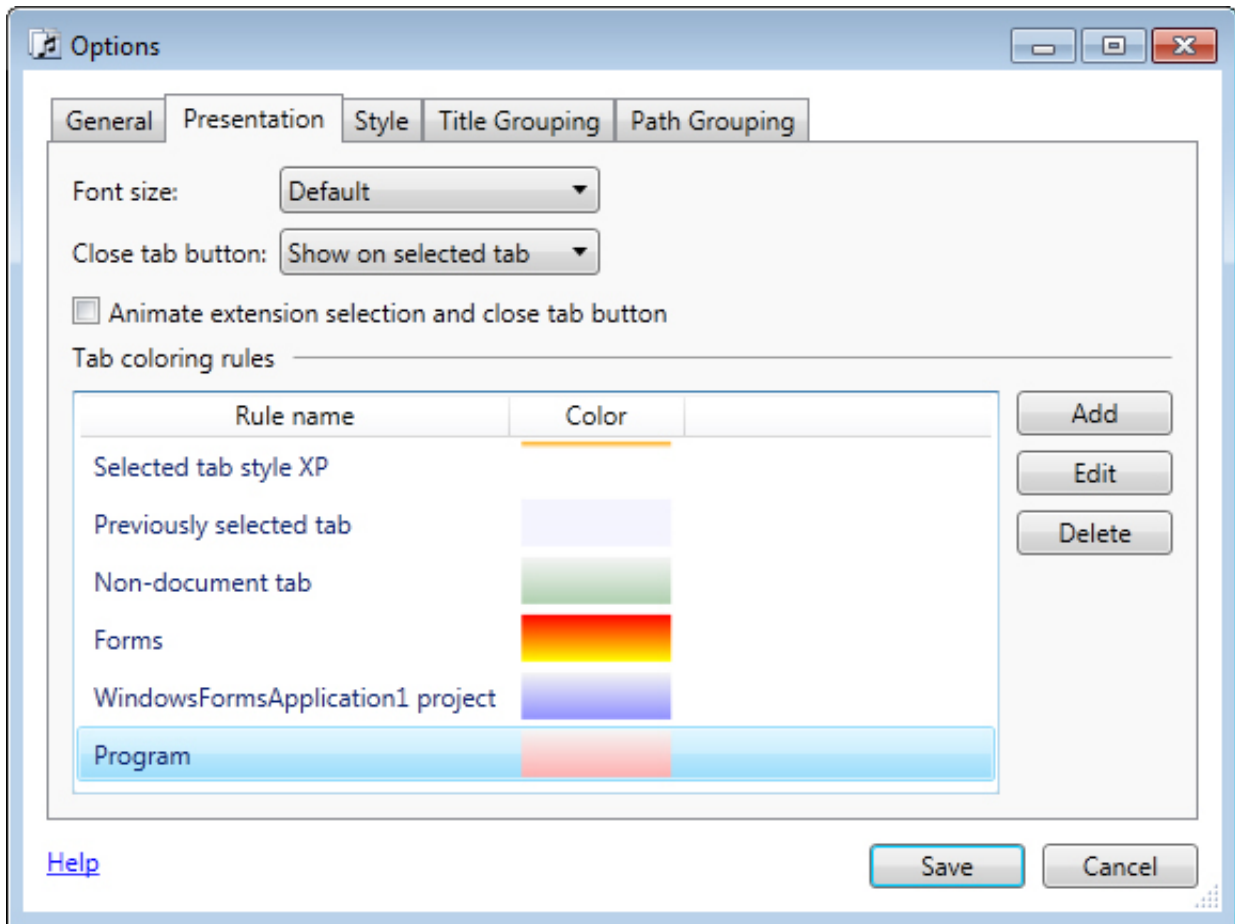 Options
General Presentation Style Title Grouping Path Grouping
Font size: Default
Close tab button: Show on selected tab
Animate extension selection and close tab button
Tab coloring rules
Rule name Color Add
Selected tab style XP Edit
Previously selected tab Delete
Non-document tab
Forms
WindowsFormsApplication1 project
Program
Help Save Cancel